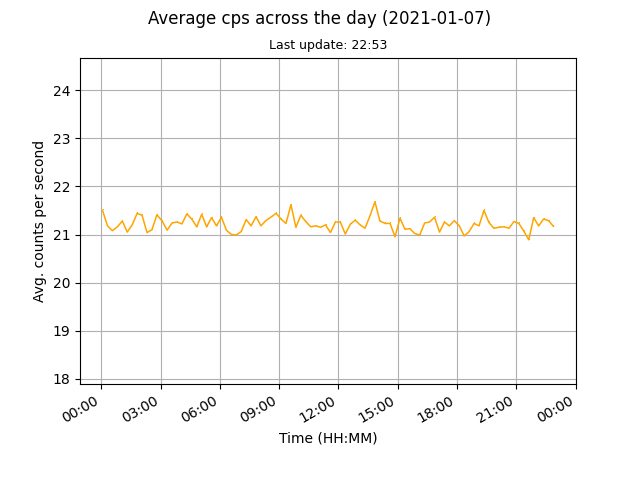 Average cps across the day (2021-01-07)
Last update: 22:53
Avg. counts per second
24
23
22
21
20
19
18
00:00 03:00 06:00 09:00 12:00 15:00 18:00 21:00 00:00
Time (HH:MM)